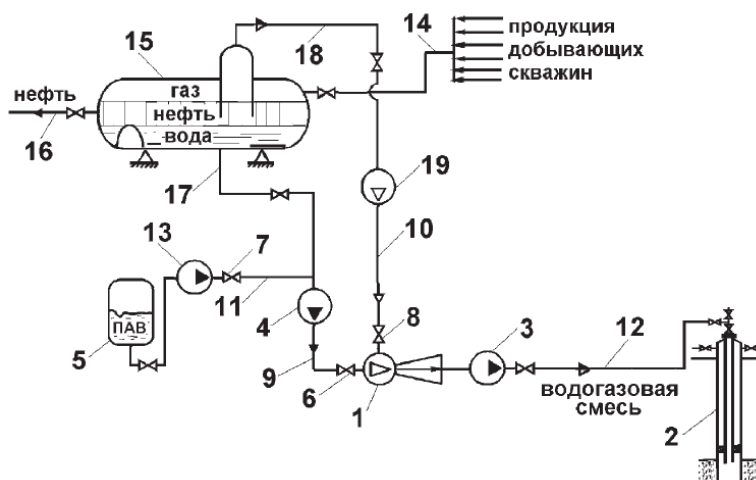 15
18
14
продукция
добывающих
скважин
газ
нефть
нефть
вода
16
17
19
13
7
10
11
4
8
3
12
ПАВ
5
9
6
1
водогазовая
смесь
2